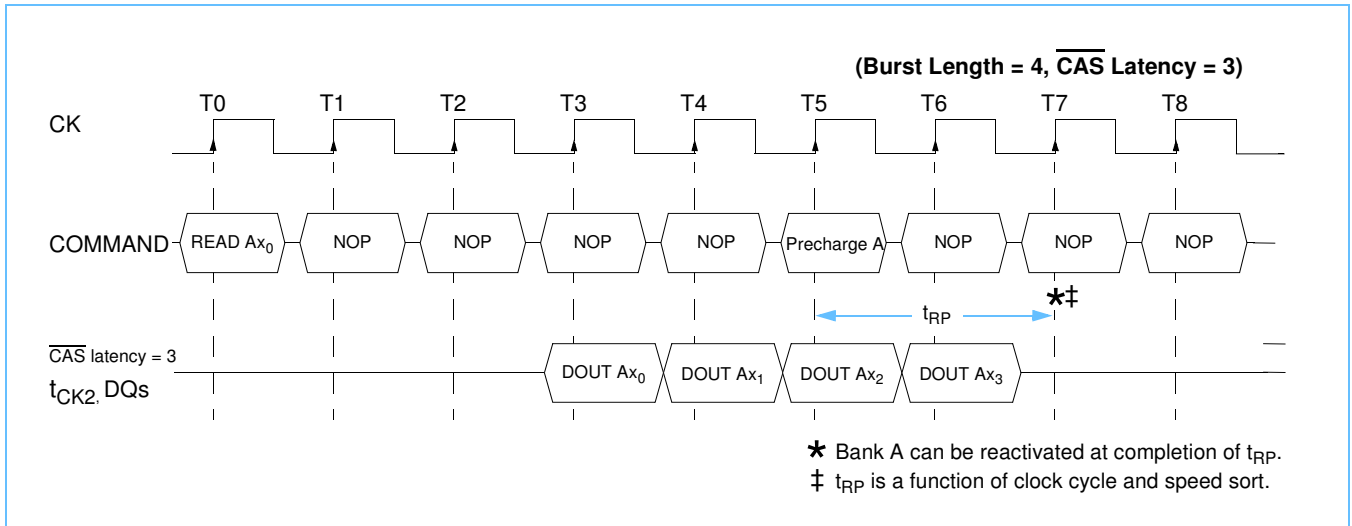 (Burst Length = 4, CAS Latency = 3)
T0 T1 T2 T3 T4 T5 T6 T7 T8
CK
COMMAND READ Ax0 NOP NOP NOP NOP Precharge A NOP NOP NOP
*‡
tRP
CAS latency = 3
tCK2, DQs
DOUT Ax0 DOUT Ax1 DOUT Ax2 DOUT Ax3
* Bank A can be reactivated at completion of tRP.
‡ tRP is a function of clock cycle and speed sort.